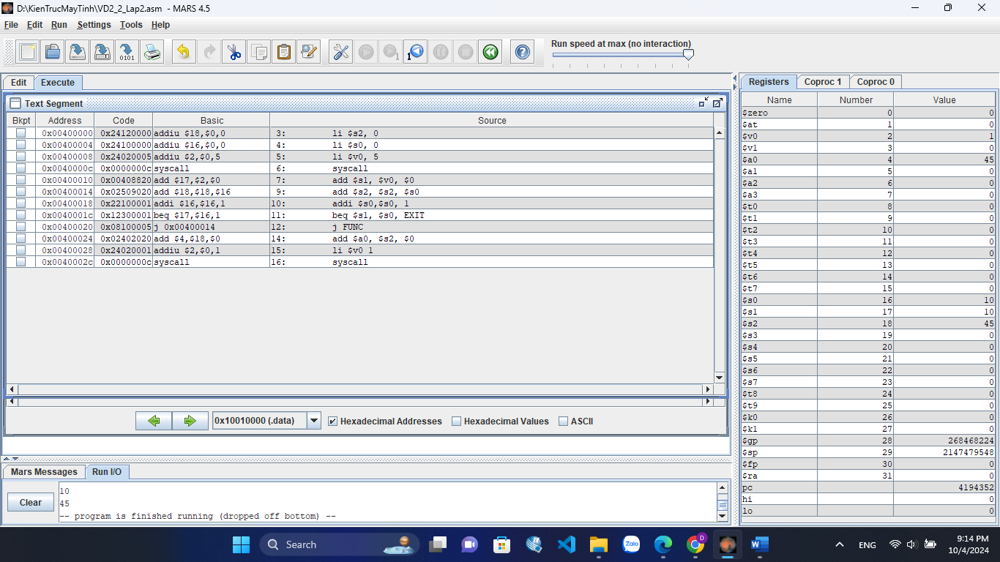 D:\KienTrucMayTinh\VD2_2_Lap2.asm - MARS 4.5
File Edit Run Settings Tools Help
Run speed at max (no interaction)
Edit Execute
Text Segment
Bkpt Address Code Basic Source
0x00400000 0x24120000 addiu $18,$0,0 3: li $s2, 0
0x00400004 0x24100000 addiu $16,$0,0 4: li $s0, 0
0x00400008 0x24020005 addiu $2,$0,5 5: li $v0, 5
0x0040000c 0x0000000c syscall 6: syscall
0x00400010 0x00408820 add $17,$2,$0 7: add $s1, $v0, $0
0x00400014 0x02509020 add $18,$18,$16 9: add $s2, $s2, $s0
0x00400018 0x22100001 addi $16,$16,1 10: addi $s0,$s0, 1
0x0040001c 0x12300001 beq $17,$16,1 11: beq $s1, $s0, EXIT
0x00400020 0x08100005 j 0x00400014 12: j FUNC
0x00400024 0x02402020 add $4,$18,$0 14: add $a0, $s2, $0
0x00400028 0x24020001 addiu $2,$0,1 15: li $v0 1
0x0040002c 0x0000000c syscall 16: syscall
0x10010000 (.data) Hexadecimal Addresses Hexadecimal Values ASCII
Mars Messages Run I/O
Clear
10
45
-- program is finished running (dropped off bottom) --
Registers Coproc 1 Coproc 0
Name Number Value
$zero 0 0
$at 1 0
$v0 2 1
$v1 3 0
$a0 4 45
$a1 5 0
$a2 6 0
$a3 7 0
$t0 8 0
$t1 9 0
$t2 10 0
$t3 11 0
$t4 12 0
$t5 13 0
$t6 14 0
$t7 15 0
$s0 16 10
$s1 17 10
$s2 18 45
$s3 19 0
$s4 20 0
$s5 21 0
$s6 22 0
$s7 23 0
$t8 24 0
$t9 25 0
$k0 26 0
$k1 27 0
$gp 28 268468224
$sp 29 2147479548
$fp 30 0
$ra 31 0
pc 4194352
hi 0
lo 0
Search
Zalo
D
W
ENG
9:14 PM
10/4/2024